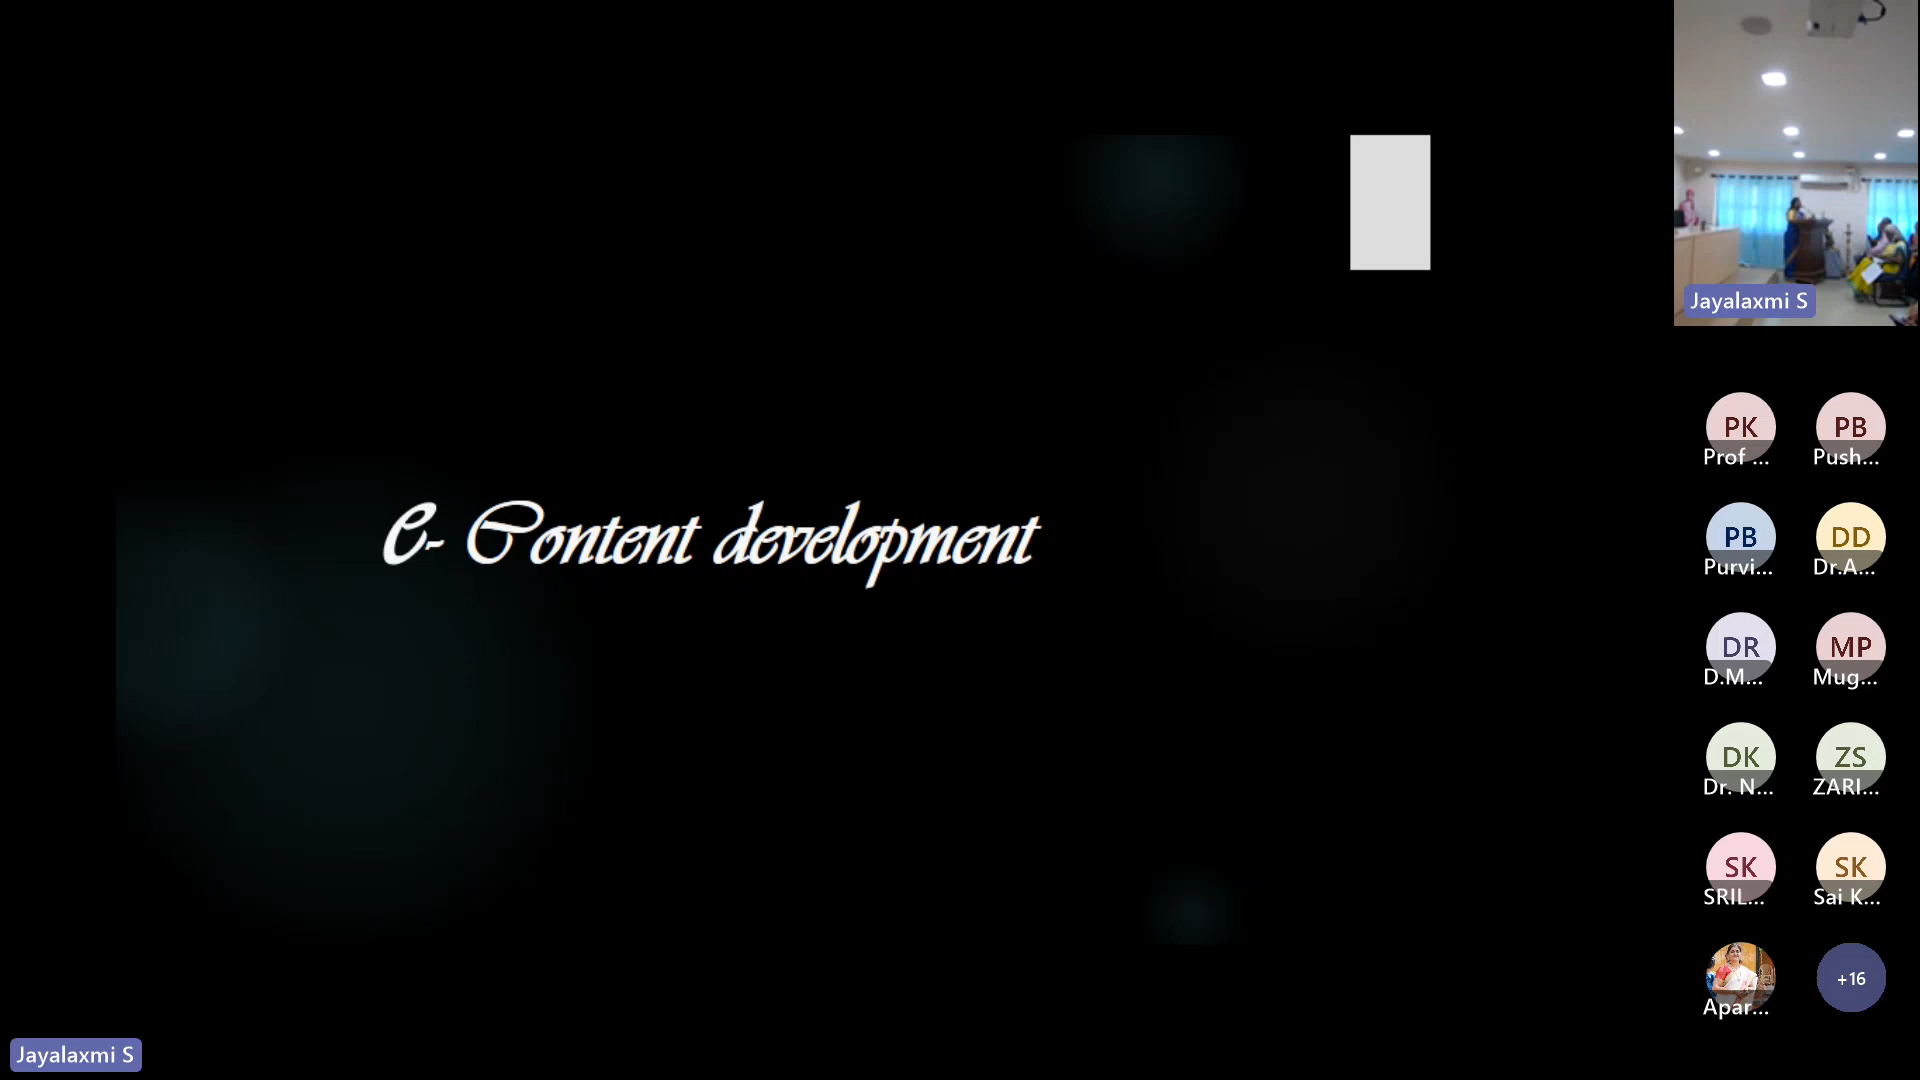 e- Content development
Jayalaxmi S
PK
PB
Prof ...
Push...
PB
DD
Purvi...
Dr.A...
DR
MP
D.M...
Mug...
DK
ZS
Dr. N...
ZARI...
SK
SK
SRIL...
Sai K...
+16
Apar...
Jayalaxmi S